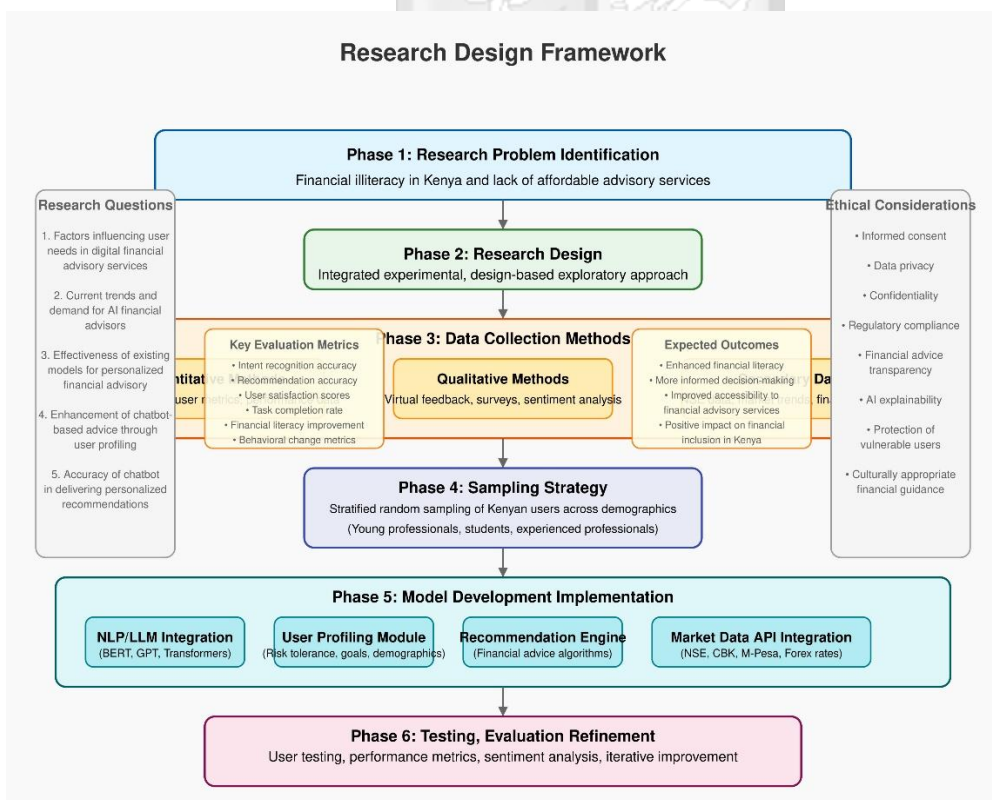 Research Design Framework
Phase 1: Research Problem Identification
Financial illiteracy in Kenya and lack of affordable advisory services
Research Questions
1. Factors influencing user
needs in digital financial
advisory services
2. Current trends and
demand for AI financial
advisors
3. Effectiveness of existing
models for personalized
financial advisory
4. Enhancement of chatbot-
based advice through
user profiling
5. Accuracy of chatbot
in delivering personalized
recommendations
Ethical Considerations
• Informed consent
• Data privacy
• Confidentiality
• Regulatory compliance
• Financial advice
transparency
• AI explainability
• Protection of
vulnerable users
• Culturally appropriate
financial guidance
Phase 2: Research Design
Integrated experimental, design-based exploratory approach
Phase 3: Data Collection Methods
Key Evaluation Metrics
• Intent recognition accuracy
• Recommendation accuracy
• User satisfaction scores
• Task completion rate
• Financial literacy improvement
• Behavioral change metrics
Qualitative Methods
Virtual feedback, surveys, sentiment analysis
Expected Outcomes
• Enhanced financial literacy
• More informed decision-making
• Improved accessibility to
financial advisory services
• Positive impact on financial
inclusion in Kenya
Phase 4: Sampling Strategy
Stratified random sampling of Kenyan users across demographics
(Young professionals, students, experienced professionals)
Phase 5: Model Development Implementation
NLP/LLM Integration
(BERT, GPT, Transformers)
User Profiling Module
(Risk tolerance, goals, demographics)
Recommendation Engine
(Financial advice algorithms)
Market Data API Integration
(NSE, CBK, M-Pesa, Forex rates)
Phase 6: Testing, Evaluation Refinement
User testing, performance metrics, sentiment analysis, iterative improvement